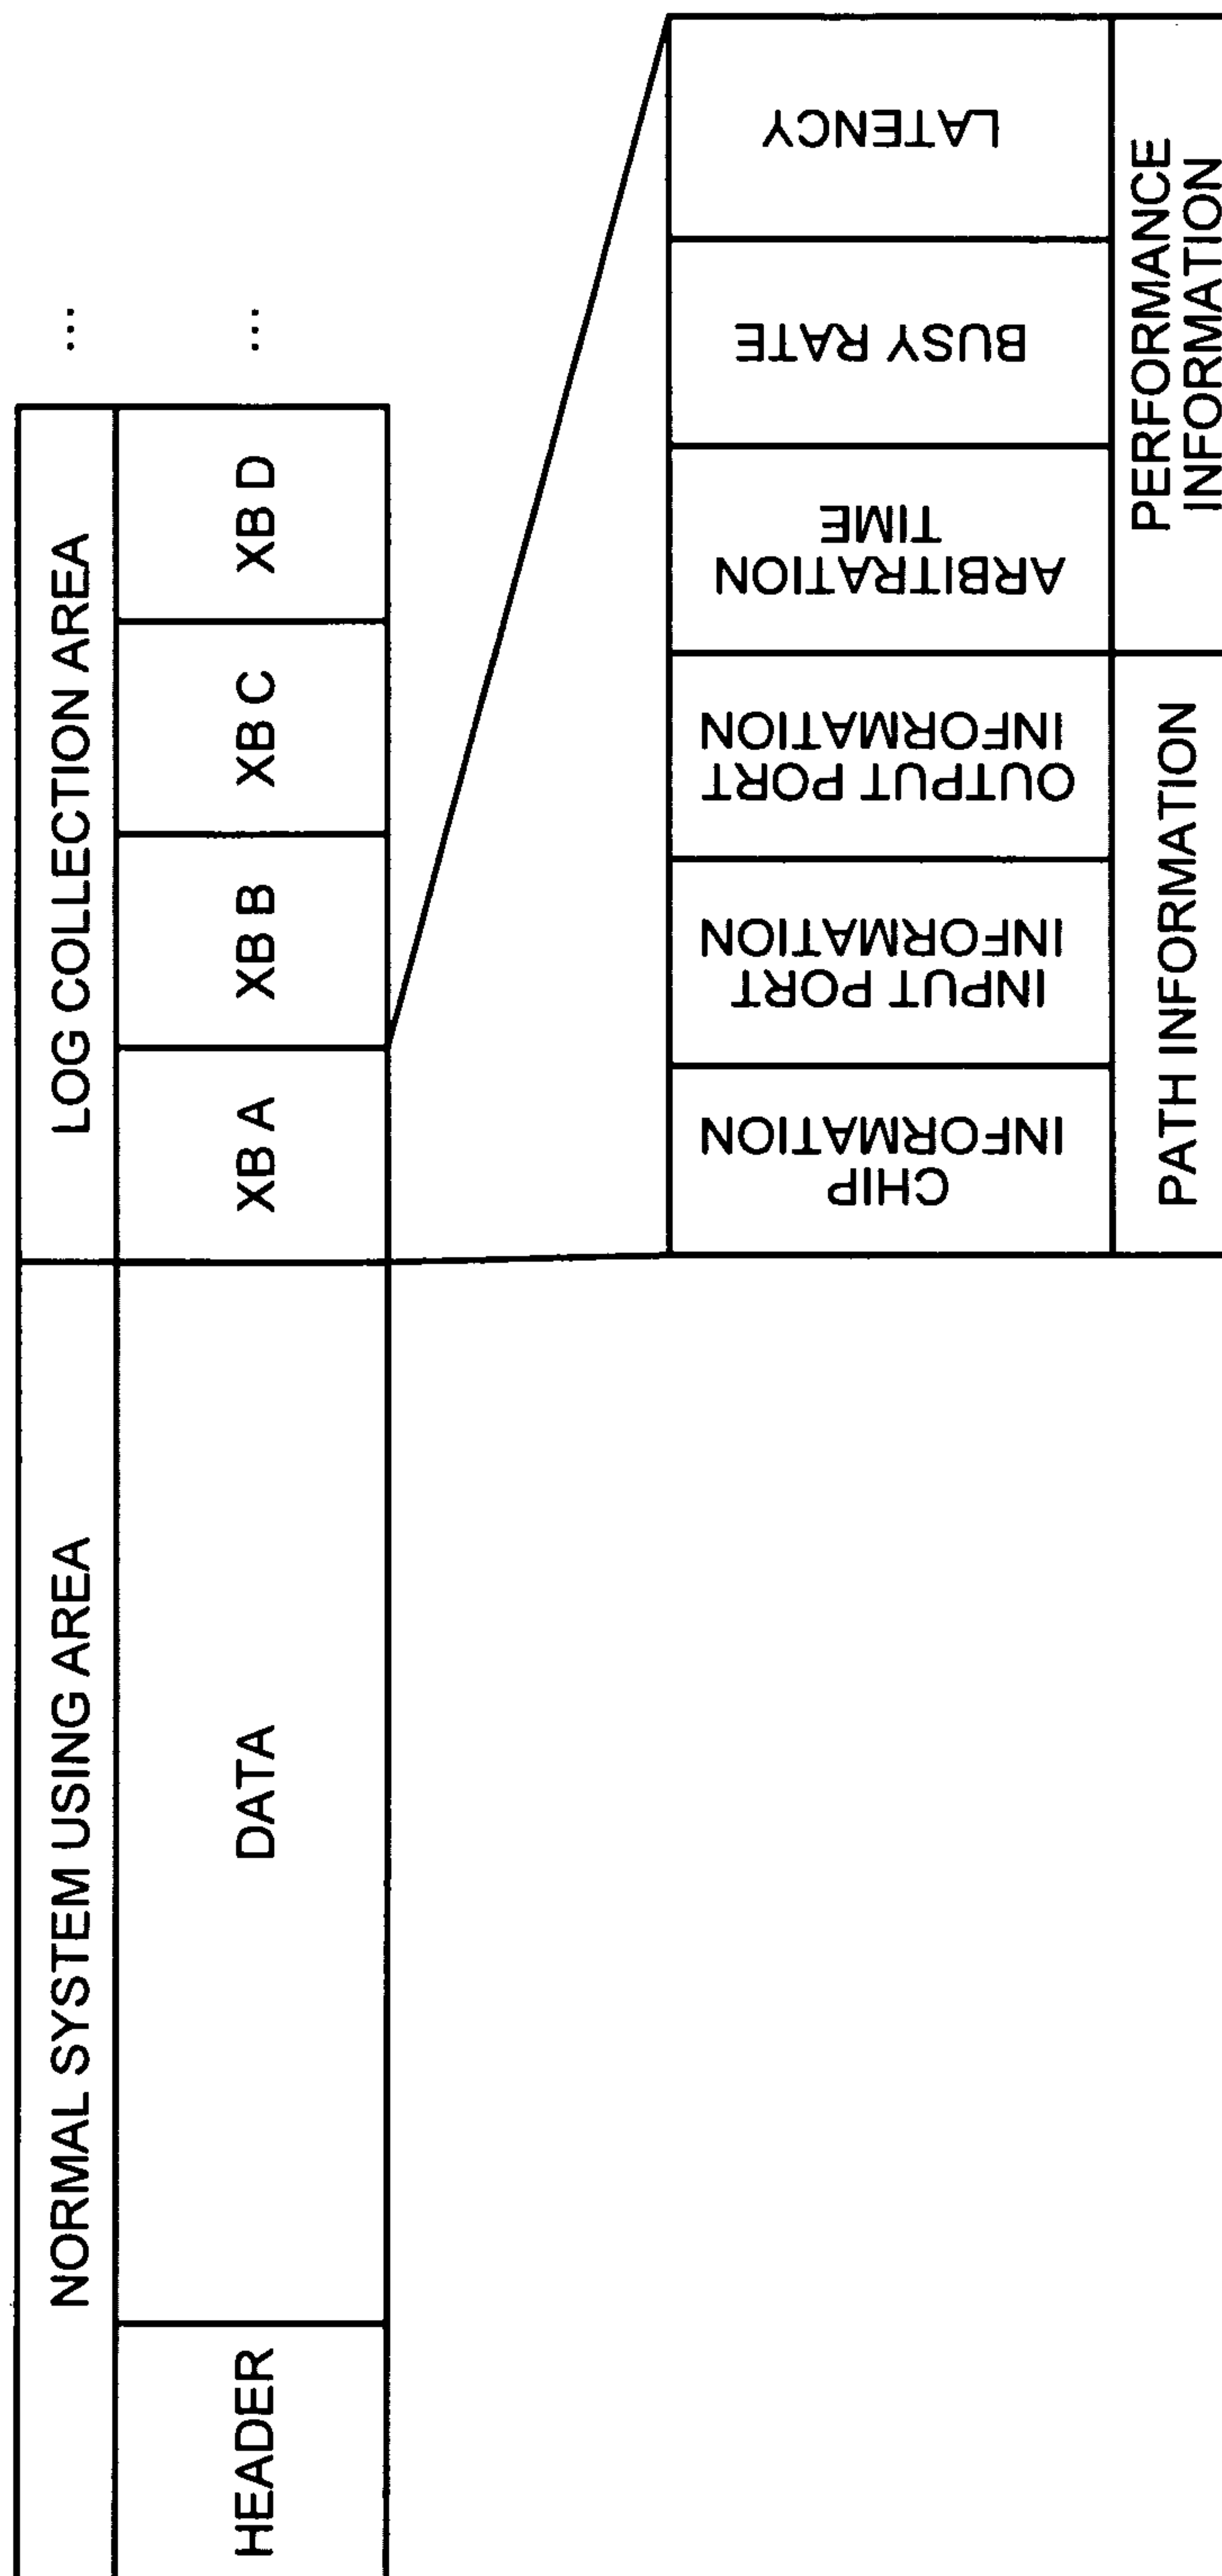 NORMAL SYSTEM USING AREA
LOG COLLECTION AREA
...
HEADER
DATA
XB A
XB B
XB C
XB D
...
CHIP
INFORMATION
INPUT PORT
INFORMATION
OUTPUT PORT
INFORMATION
ARBITRATION
TIME
BUSY RATE
LATENCY
PATH INFORMATION
PERFORMANCE
INFORMATION